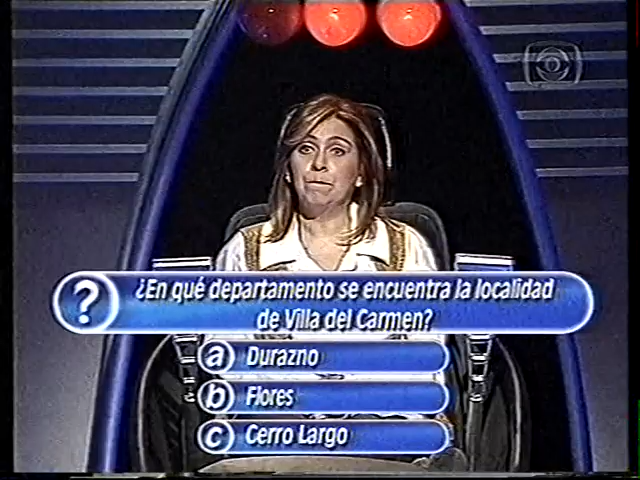 ?
¿En qué departamento se encuentra la localidad
de Villa del Carmen?
a Durazno
b Flores
c Cerro Largo